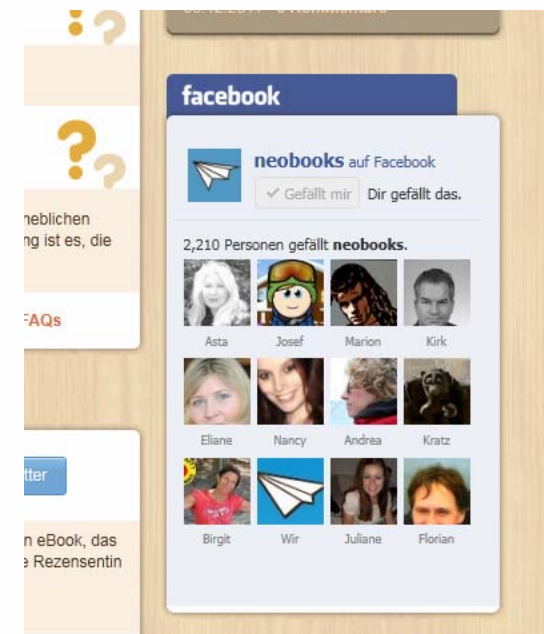 facebook
neobooks auf Facebook
Gefällt mir Dir gefällt das.
2,210 Personen gefällt neobooks.
Asta Josef Marion Kirk
Eliane Nancy Andrea Kratz
Birgit Wir Juliane Florian
??
??
heblichen
ng ist es, die
FAQs
tter
n eBook, das
e Rezensentin